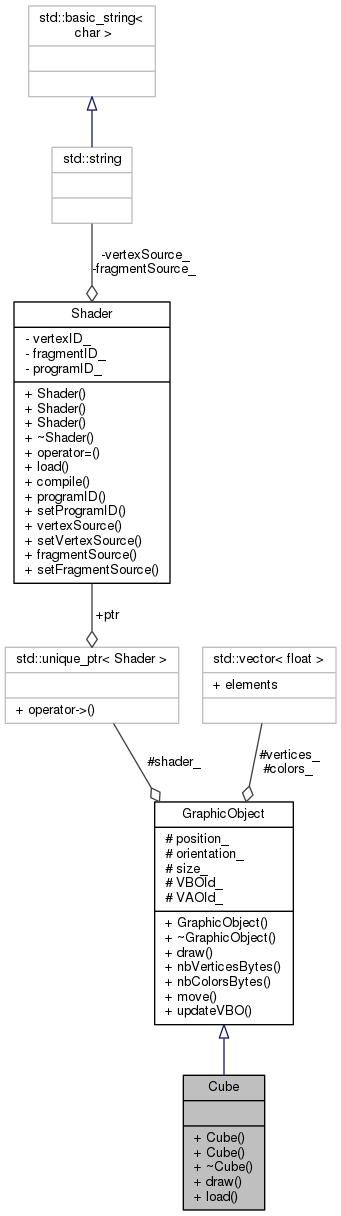 std::basic_string<
char >
std::string
-vertexSource_
-fragmentSource_
Shader
- vertexID_
- fragmentID_
- programID_
+ Shader()
+ Shader()
+ Shader()
+ ~Shader()
+ operator=()
+ load()
+ compile()
+ programID()
+ setProgramID()
+ vertexSource()
+ setVertexSource()
+ fragmentSource()
+ setFragmentSource()
+ptr
std::unique_ptr< Shader >
+ operator->()
std::vector< float >
+ elements
#shader_
#vertices_
#colors_
GraphicObject
# position_
# orientation_
# size_
# VBOId_
# VAOId_
+ GraphicObject()
+ ~GraphicObject()
+ draw()
+ nbVerticesBytes()
+ nbColorsBytes()
+ move()
+ updateVBO()
Cube
+ Cube()
+ Cube()
+ ~Cube()
+ draw()
+ load()